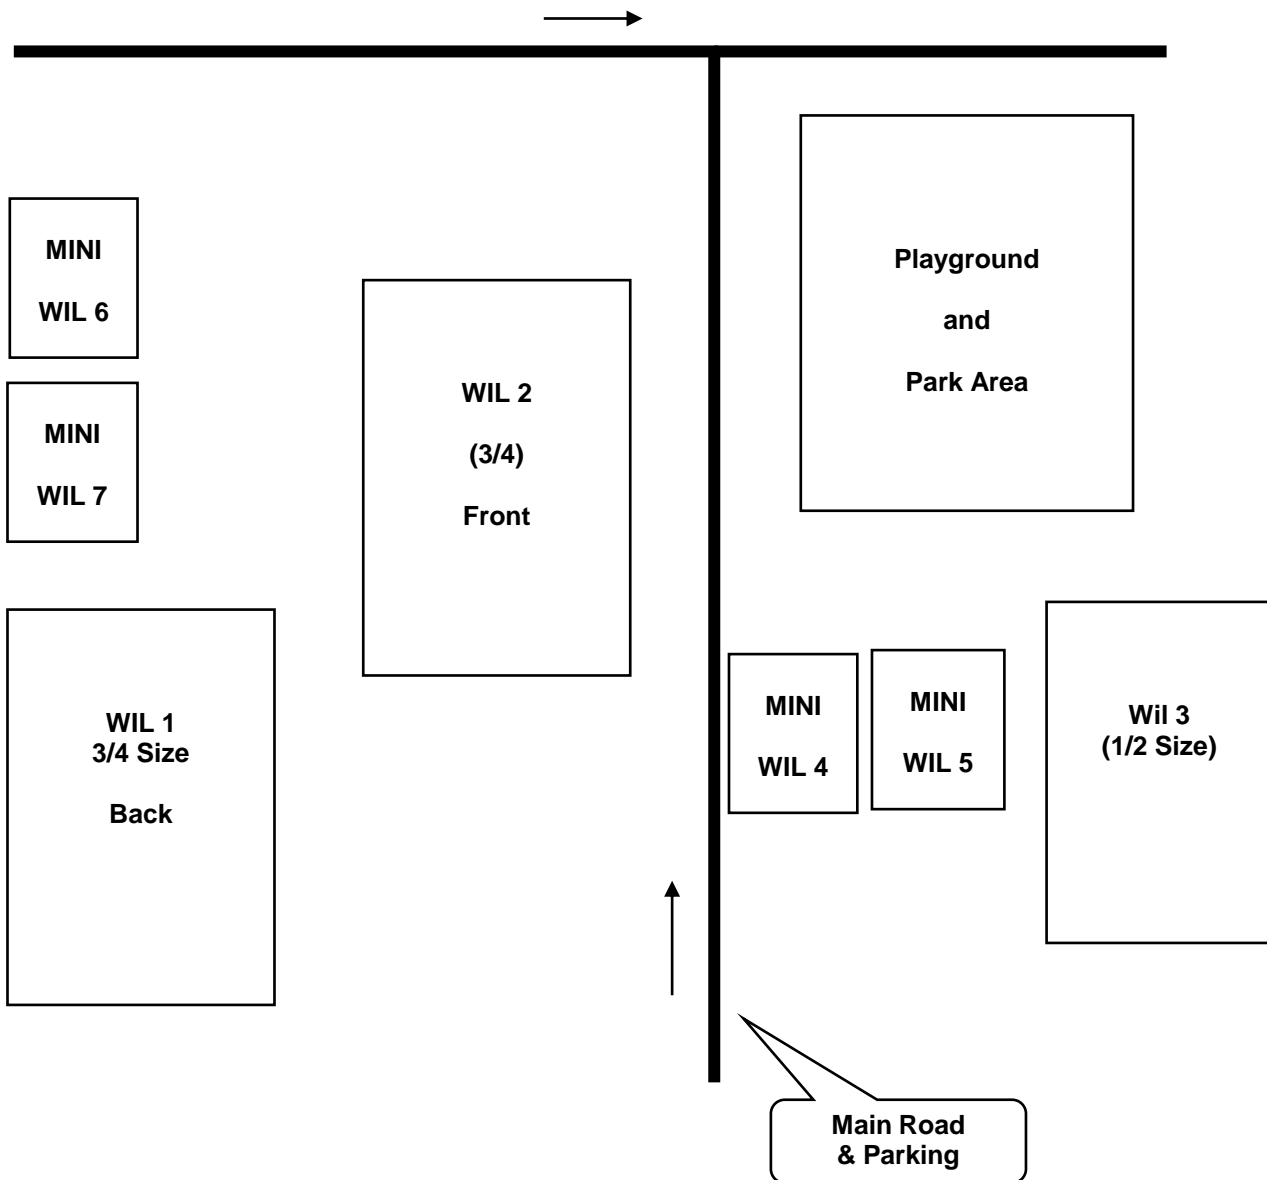 MINI
WIL 6
MINI
WIL 7
WIL 1
3/4 Size
Back
WIL 2
(3/4)
Front
Playground
and
Park Area
MINI
WIL 4
MINI
WIL 5
Wil 3
(1/2 Size)
Main Road
& Parking